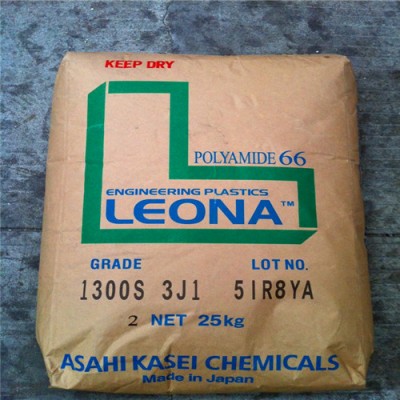 KEEP DRY
POLYAMIDE 66
ENGINEERING PLASTICS
LEONA™
GRADE LOT NO.
1300S 3J1 5IR8YA
2 NET 25kg
ASAHI KASEI CHEMICALS
Made in Japan